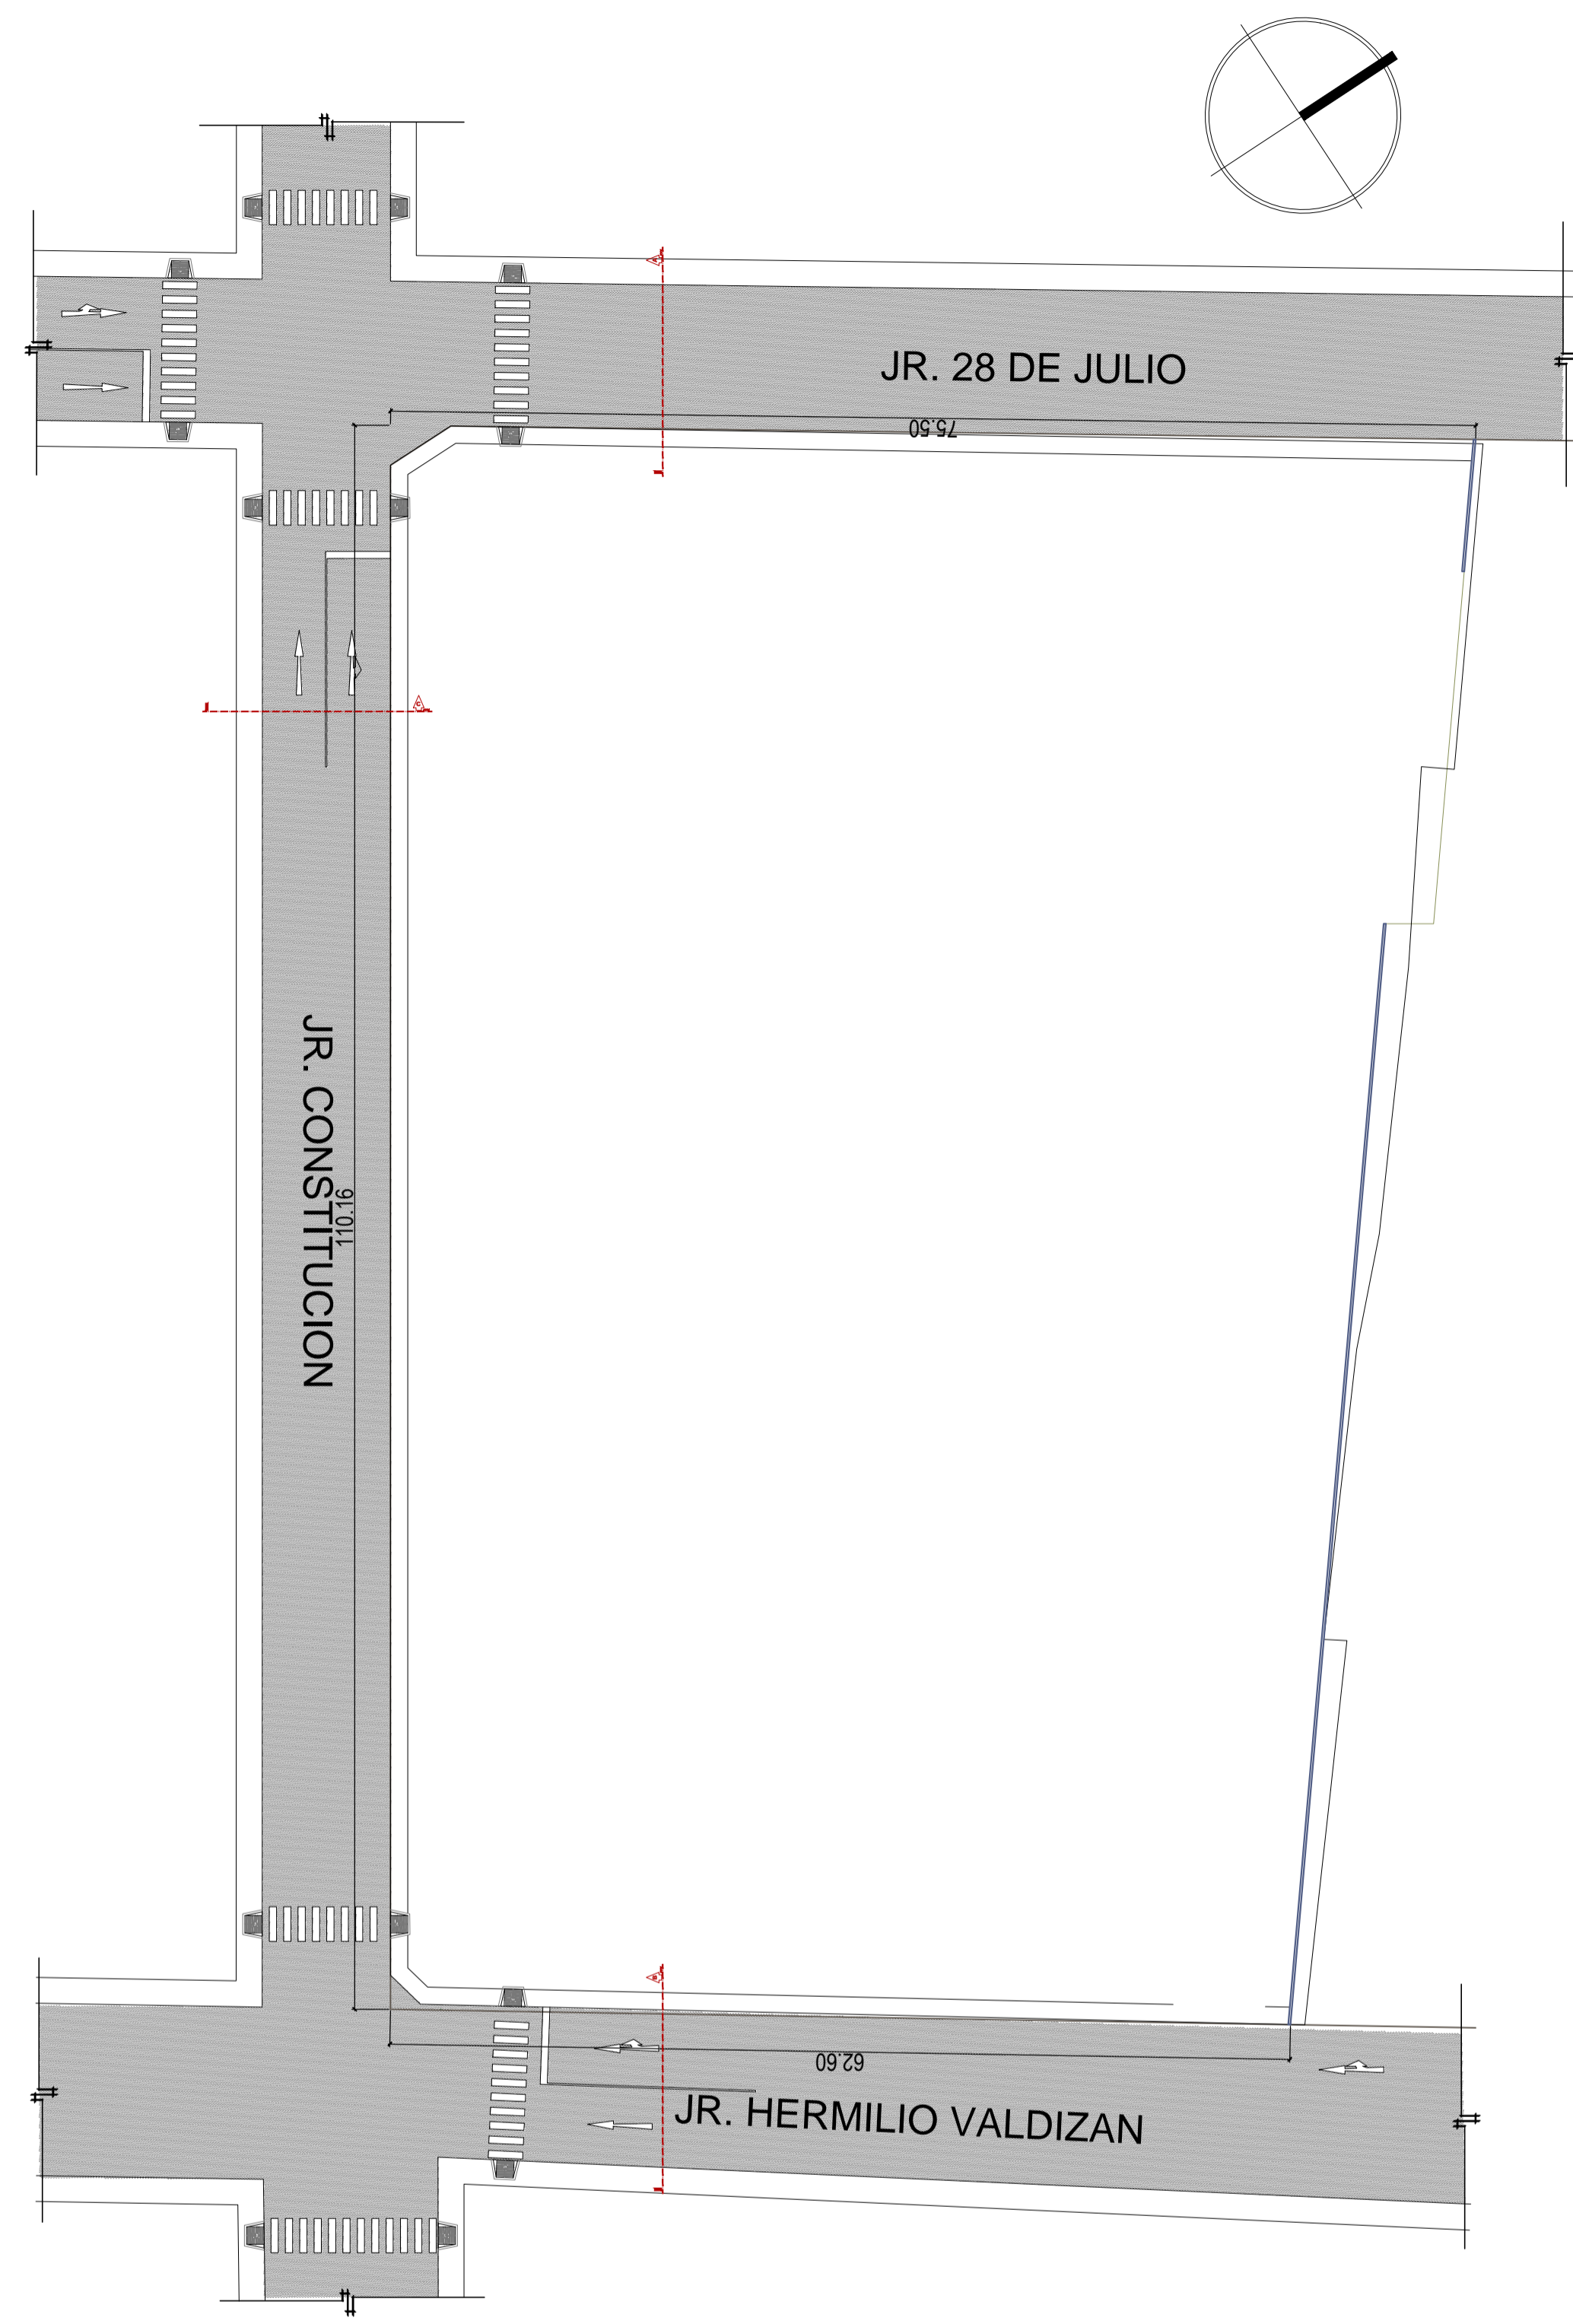 JR. 28 DE JULIO
75.50
JR. CONSTITUCION
110.16
62.60
JR. HERMILIO VALDIZAN